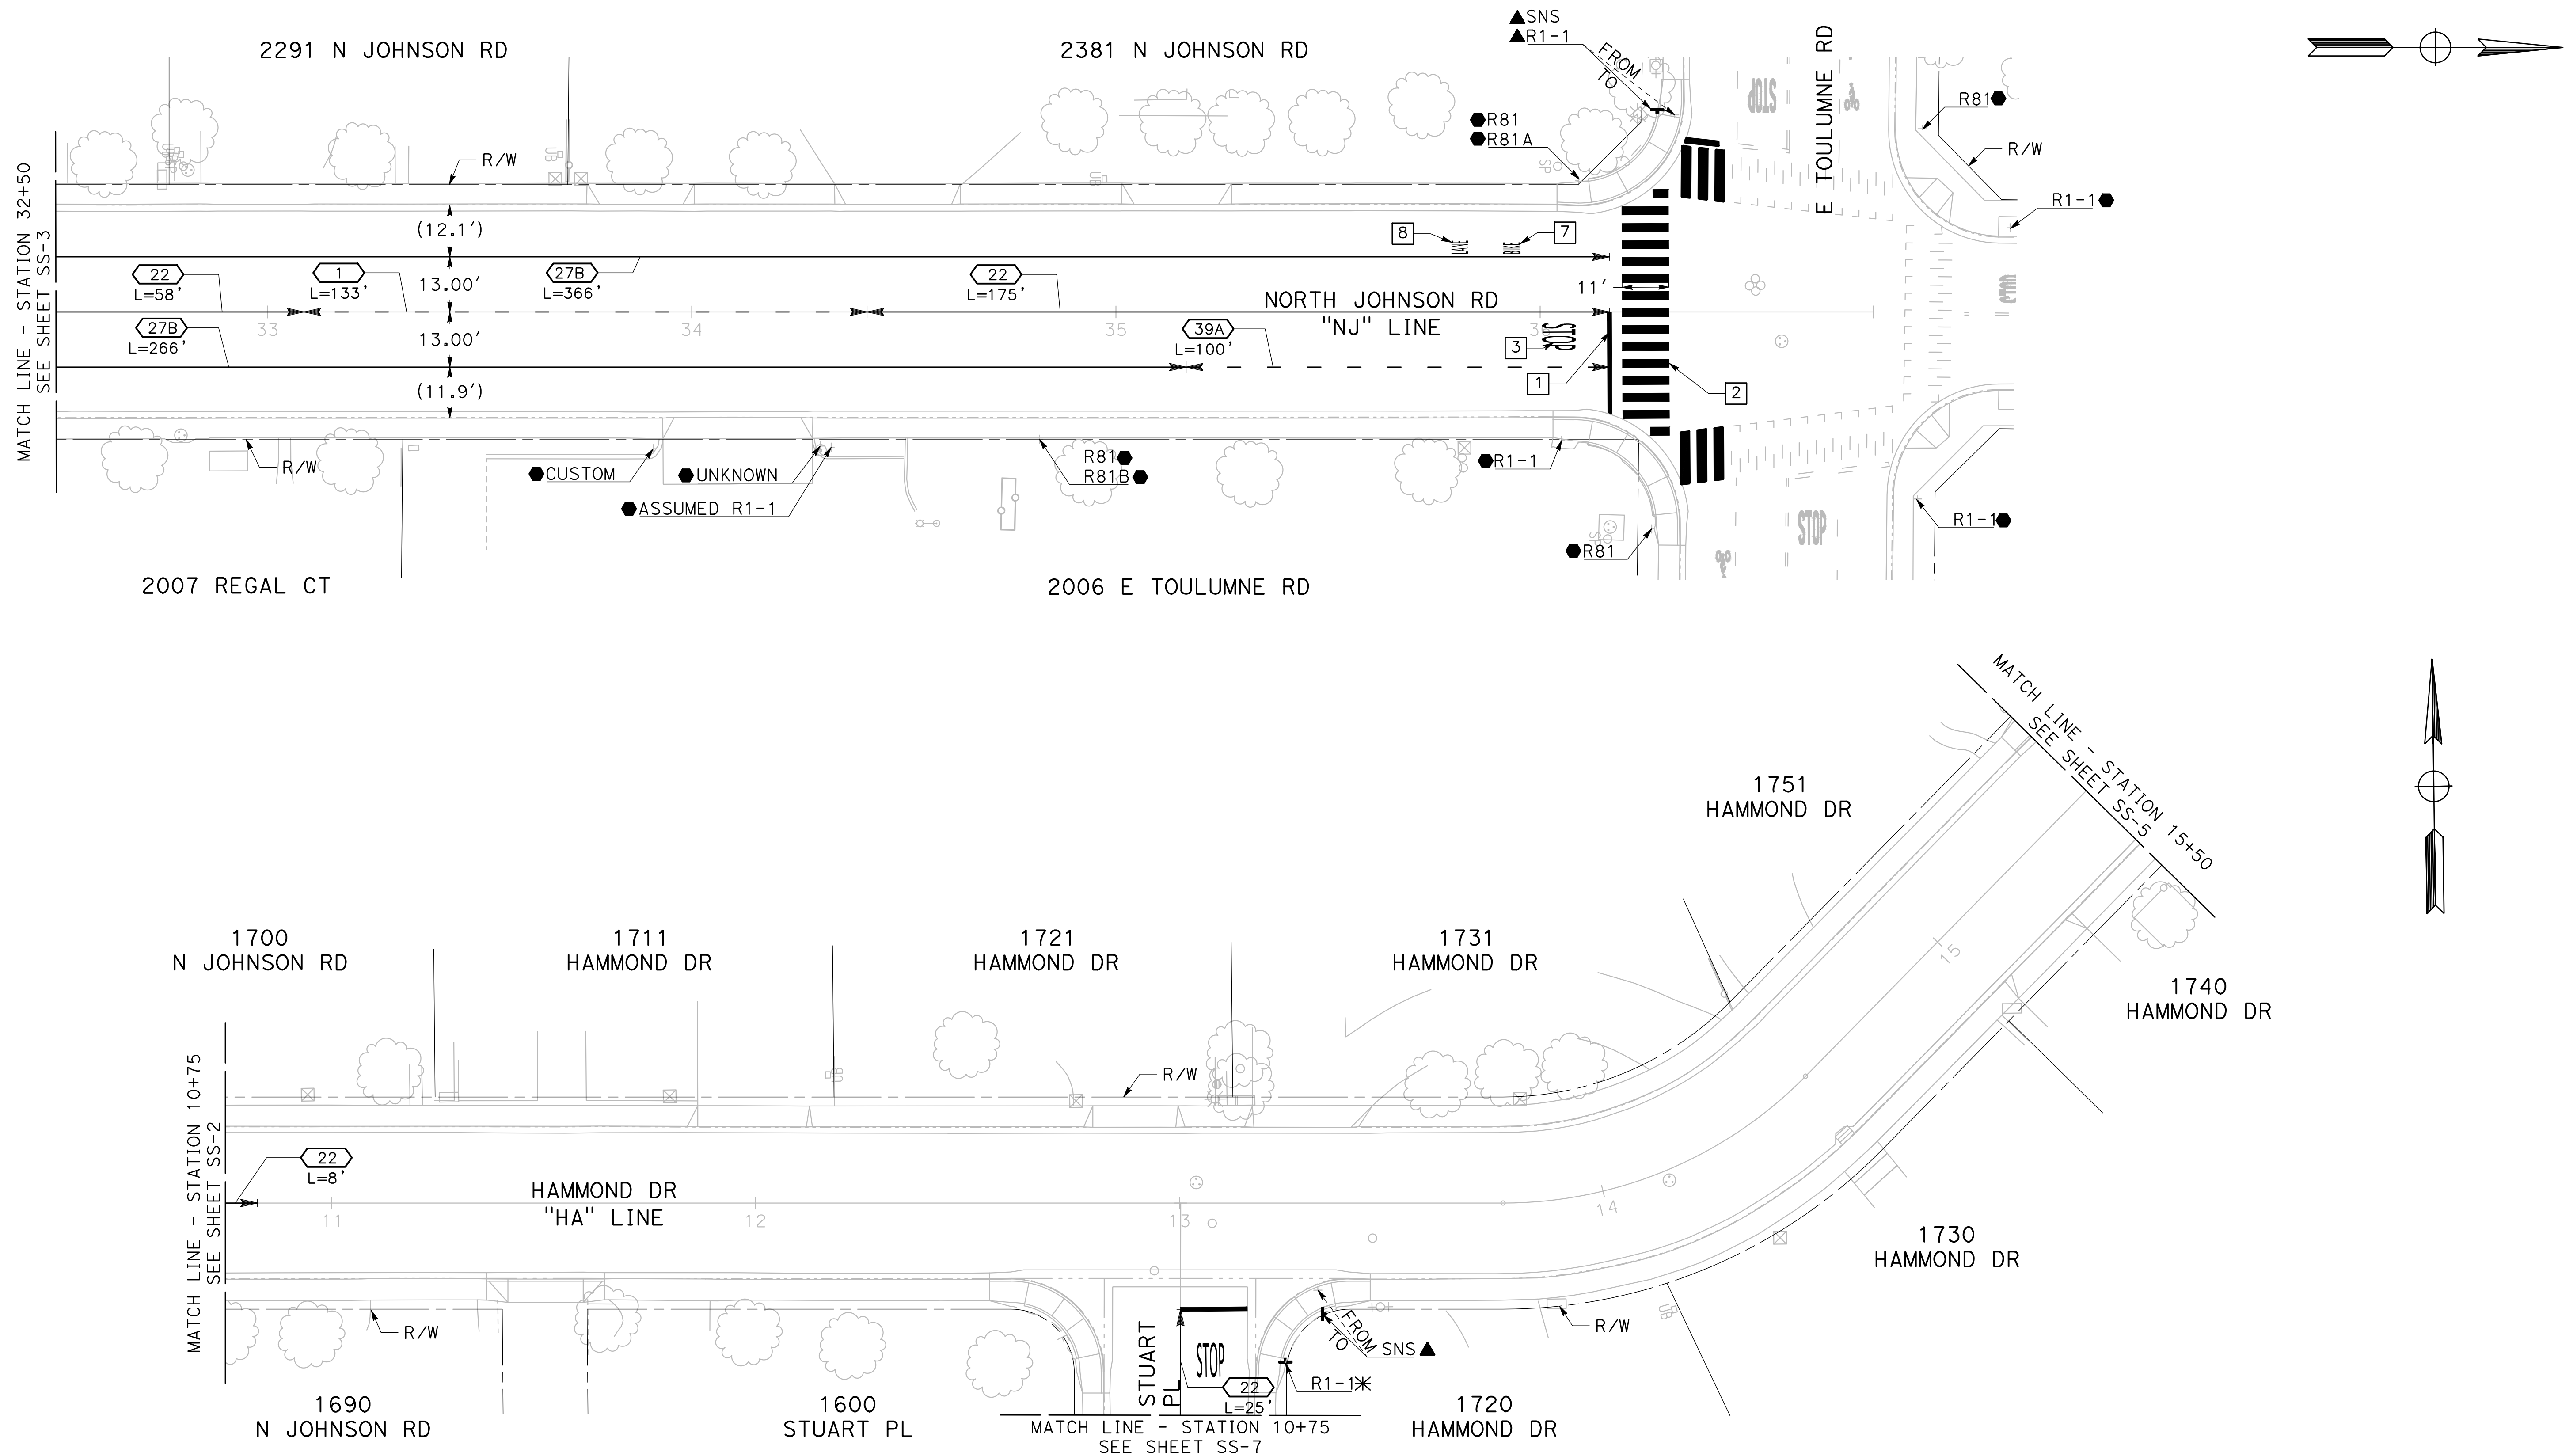 2291 N JOHNSON RD
2381 N JOHNSON RD
▲SNS
▲R1-1
FROM
TO
STOP
E TOULUMNE RD
R81
R/W
R1-1
R81
R81A
R/W
MATCH LINE - STATION 32+50
SEE SHEET SS-3
(12.1')
8
LANE
BIKE
7
22
L=58'
1
L=133'
27B
L=366'
13.00'
22
L=175'
11'
NORTH JOHNSON RD
"NJ" LINE
33
34
35
36
27B
L=266'
13.00'
39A
L=100'
STOP
3
1
2
(11.9')
R/W
CUSTOM
UNKNOWN
ASSUMED R1-1
R81
R81B
R1-1
R81
STOP
R1-1
2007 REGAL CT
2006 E TOULUMNE RD
MATCH LINE - STATION 15+50
SEE SHEET SS-5
1751
HAMMOND DR
1700
N JOHNSON RD
1711
HAMMOND DR
1721
HAMMOND DR
1731
HAMMOND DR
15
1740
HAMMOND DR
R/W
MATCH LINE - STATION 10+75
SEE SHEET SS-2
22
L=8'
HAMMOND DR
"HA" LINE
11
12
13
14
1730
HAMMOND DR
R/W
R/W
FROM
TO
SNS▲
R1-1
STUART
PL
STOP
22
L=25'
1690
N JOHNSON RD
1600
STUART PL
1720
HAMMOND DR
MATCH LINE - STATION 10+75
SEE SHEET SS-7